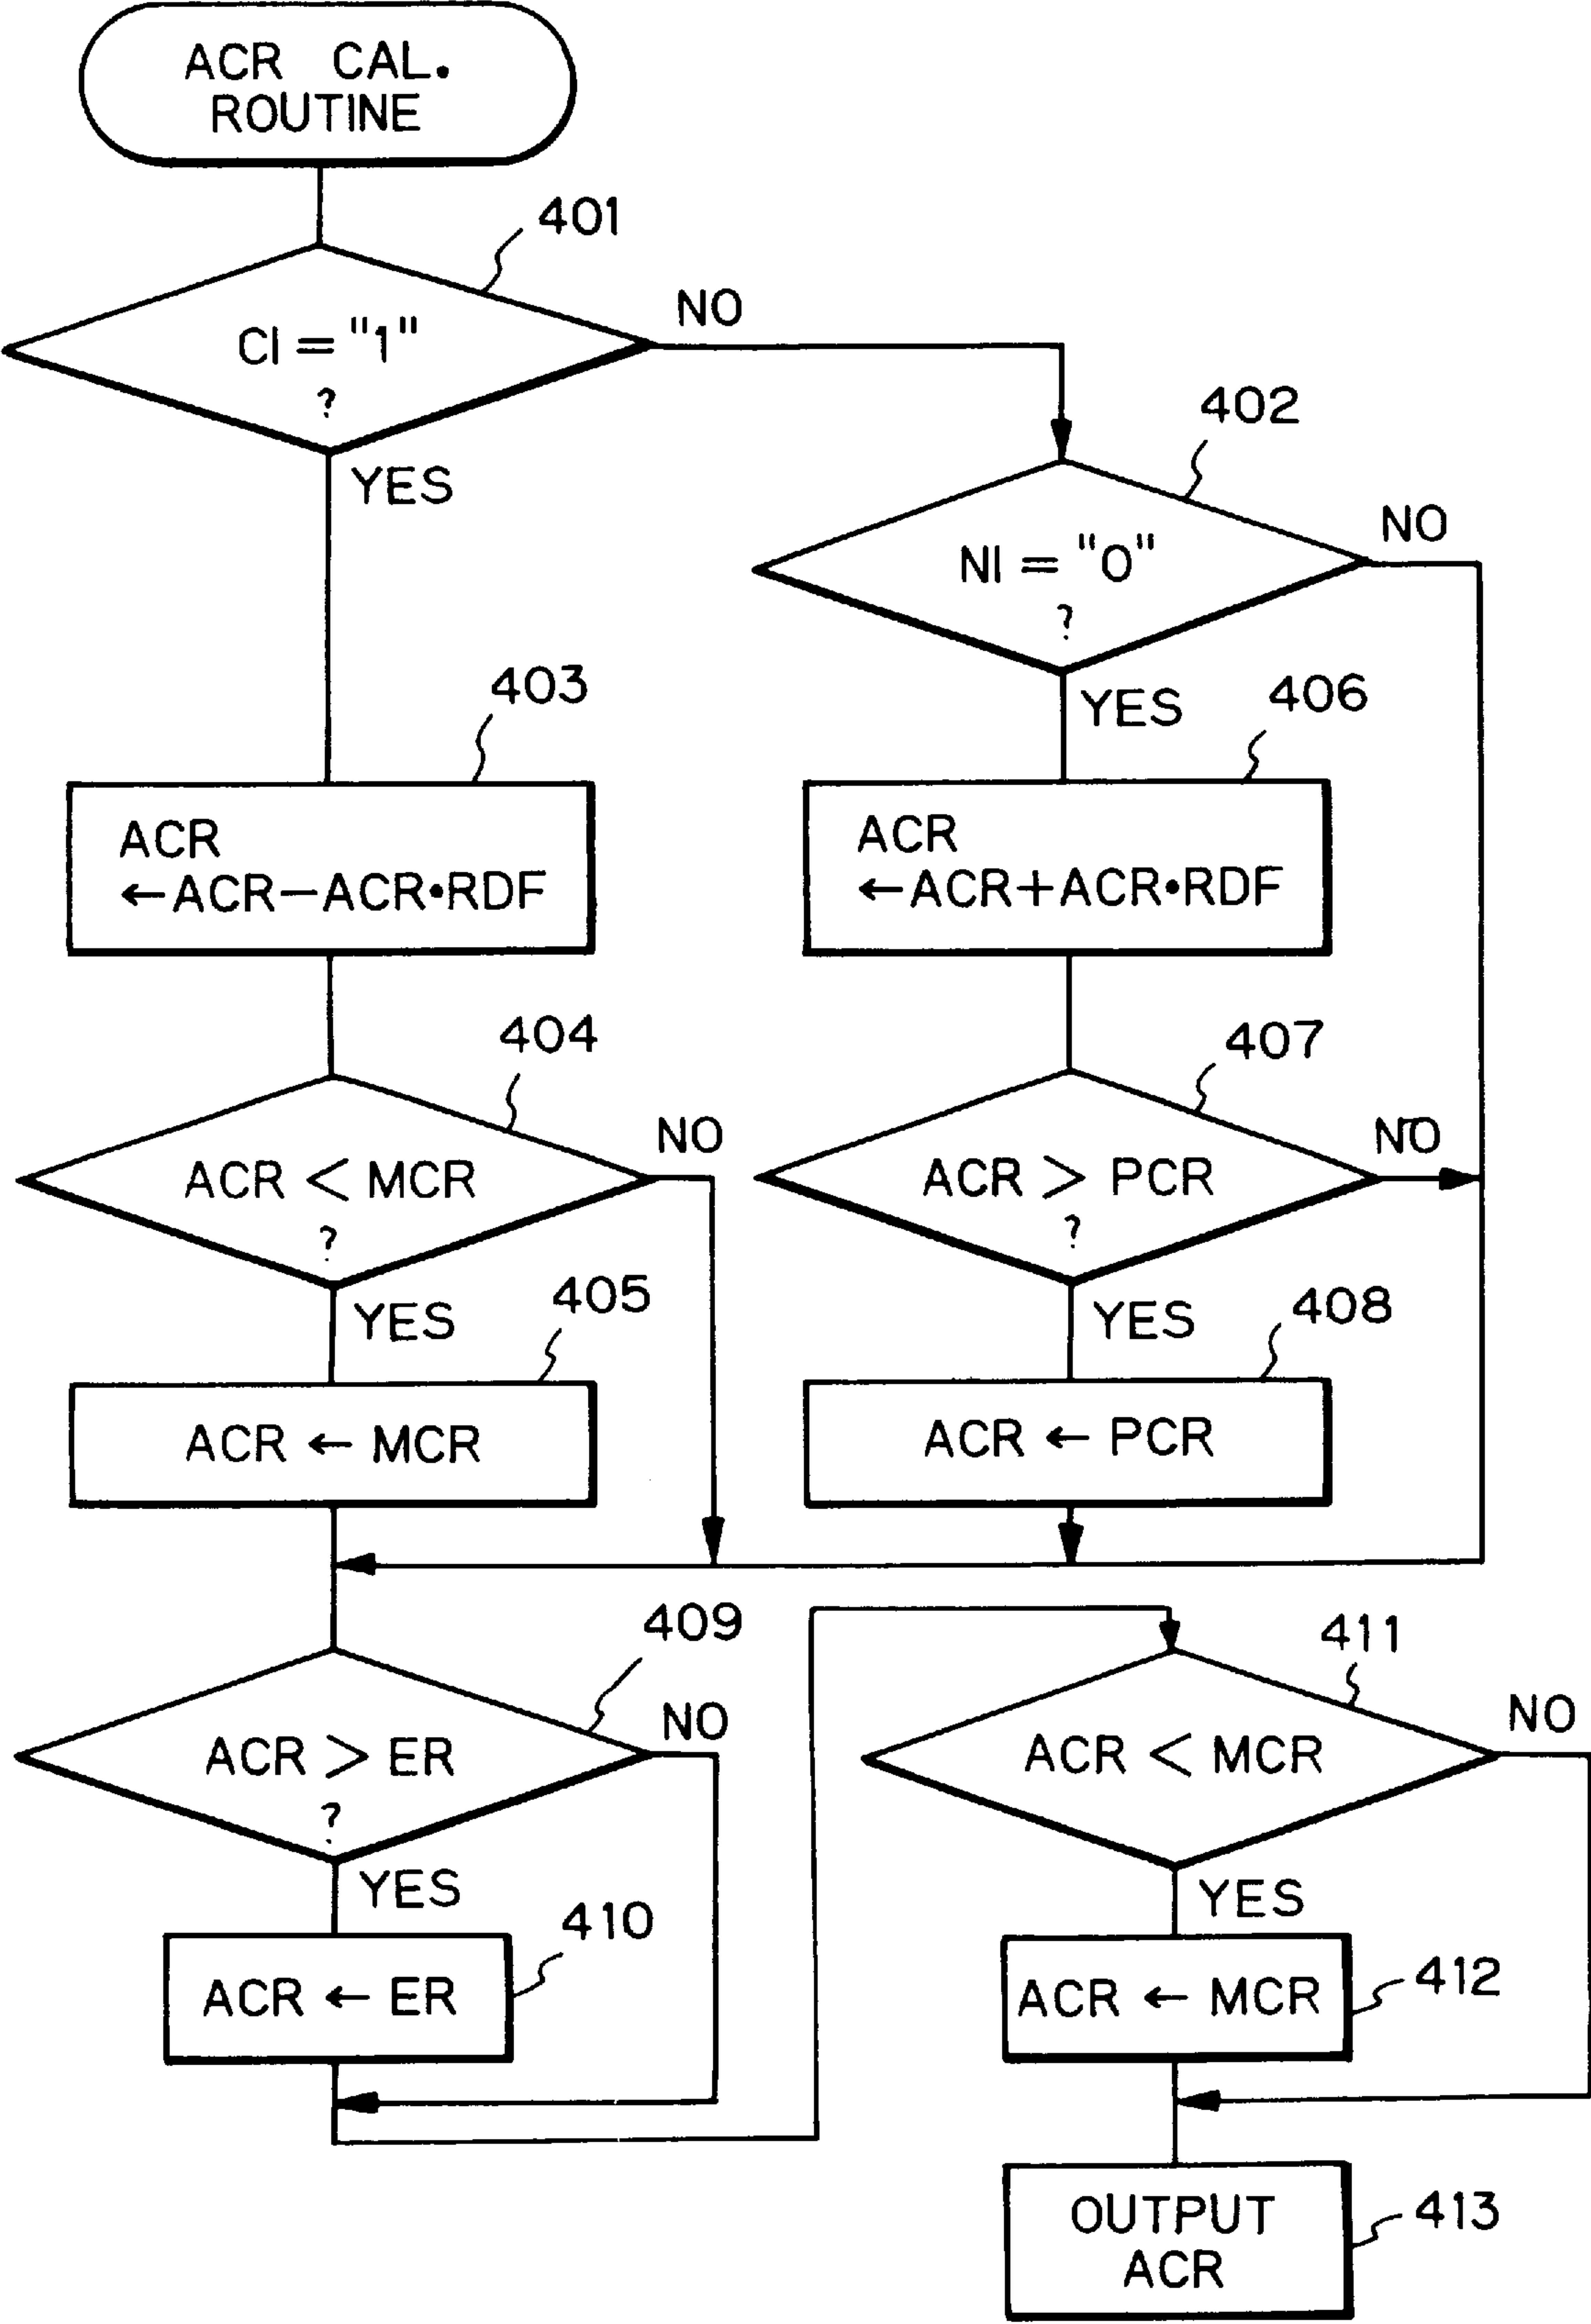 ACR CAL.
ROUTINE
401
CI = "1"
?
NO
YES
402
NI = "0"
?
NO
YES
403
ACR
←ACR−ACR•RDF
406
ACR
←ACR+ACR•RDF
404
ACR < MCR
?
NO
YES
407
ACR > PCR
?
NO
YES
405
ACR ← MCR
408
ACR ← PCR
409
ACR > ER
?
NO
YES
410
ACR ← ER
411
ACR < MCR
NO
YES
412
ACR ← MCR
413
OUTPUT
ACR